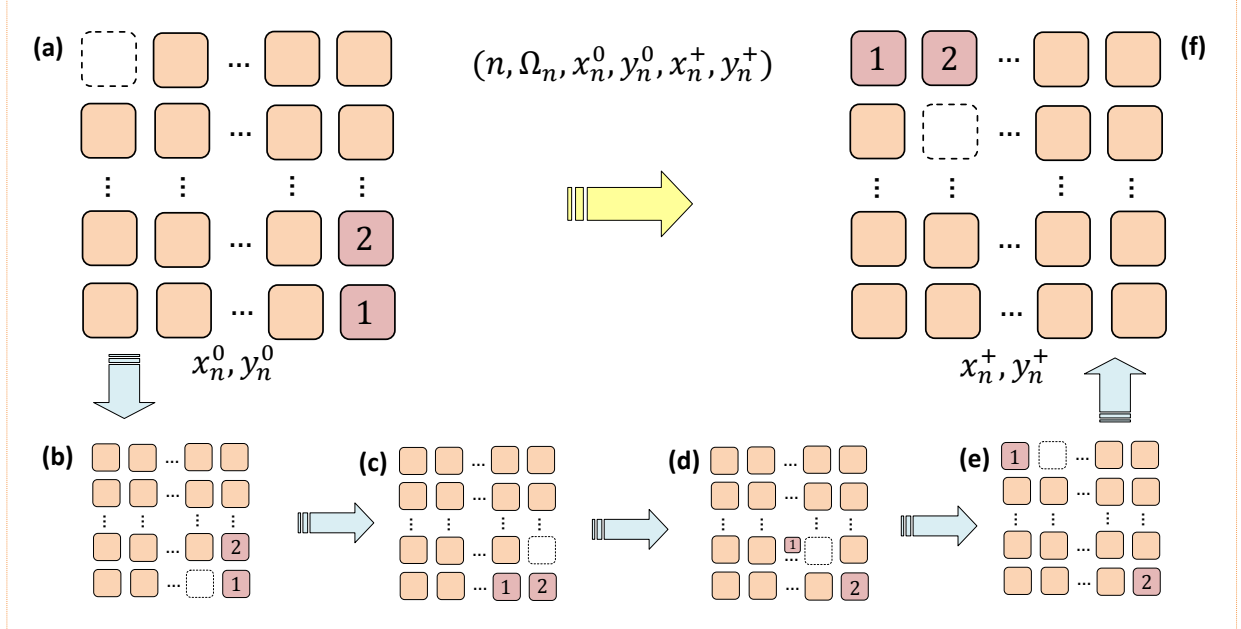 (a)
...
...
⋮ ⋮ ⋮ ⋮
... 2
... 1
x_n^0, y_n^0
(n, Ω_n, x_n^0, y_n^0, x_n^+, y_n^+)
(f)
1 2 ...
...
⋮ ⋮ ⋮ ⋮
...
...
x_n^+, y_n^+
(b)
...
...
⋮ ⋮ ⋮ ⋮
... 2
... 1
(c)
...
...
⋮ ⋮ ⋮ ⋮
...
... 1 2
(d)
...
...
⋮ ⋮ ⋮ ⋮
1
...
... 2
(e)
1 ...
...
⋮ ⋮ ⋮ ⋮
...
... 2